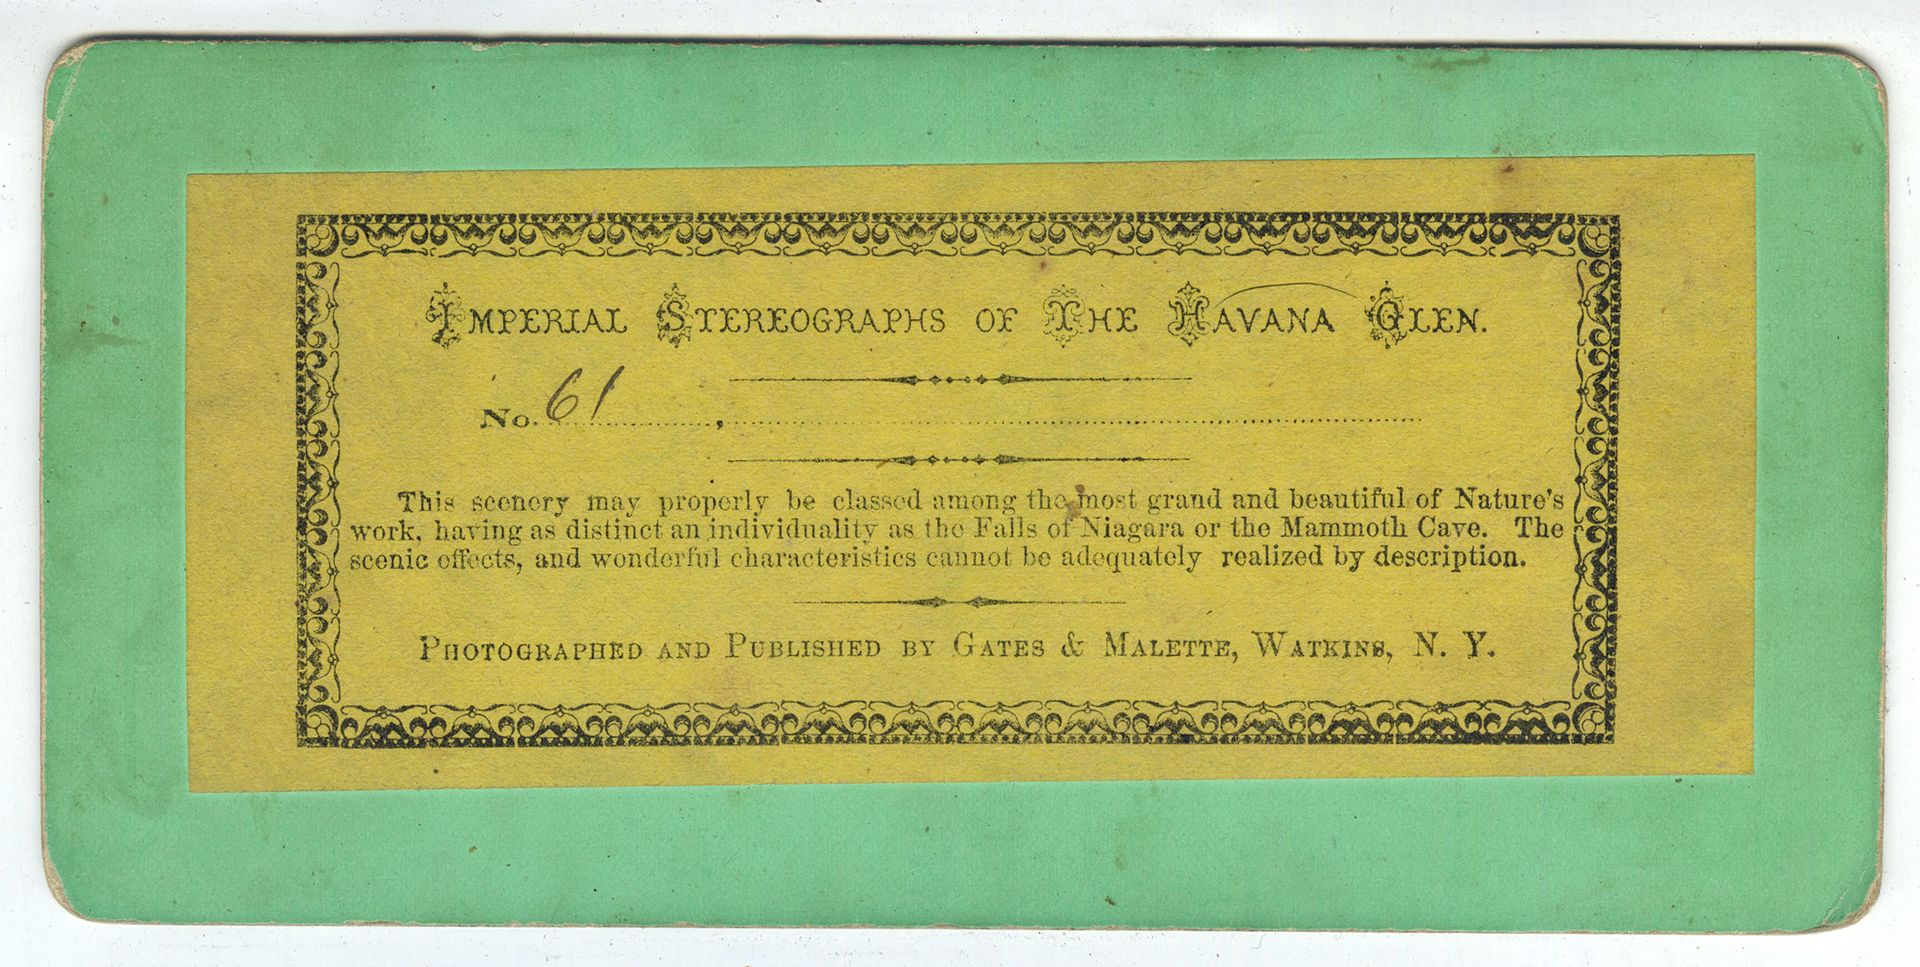 Imperial Stereographs of The Havana Glen.
No. 61,
This scenery may properly be classed among the most grand and beautiful of Nature's
work, having as distinct an individuality as the Falls of Niagara or the Mammoth Cave. The
scenic effects, and wonderful characteristics cannot be adequately realized by description.
Photographed and Published by Gates & Malette, Watkins, N. Y.